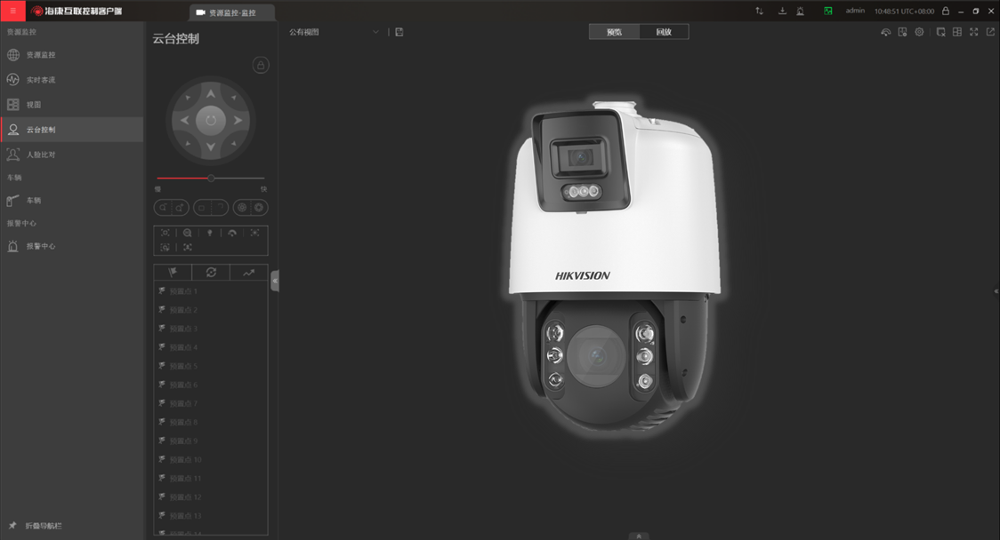 海康互联控制客户端
资源监控-监控
admin
10:48:51 UTC+08:00
资源监控
资源监控
实时客流
视图
云台控制
人脸比对
车辆
车辆
报警中心
报警中心
折叠导航栏
云台控制
慢
快
预置点 1
预置点 2
预置点 3
预置点 4
预置点 5
预置点 6
预置点 7
预置点 8
预置点 9
预置点 10
预置点 11
预置点 12
预置点 13
预置点 14
公有视图
预览
回放
HIKVISION